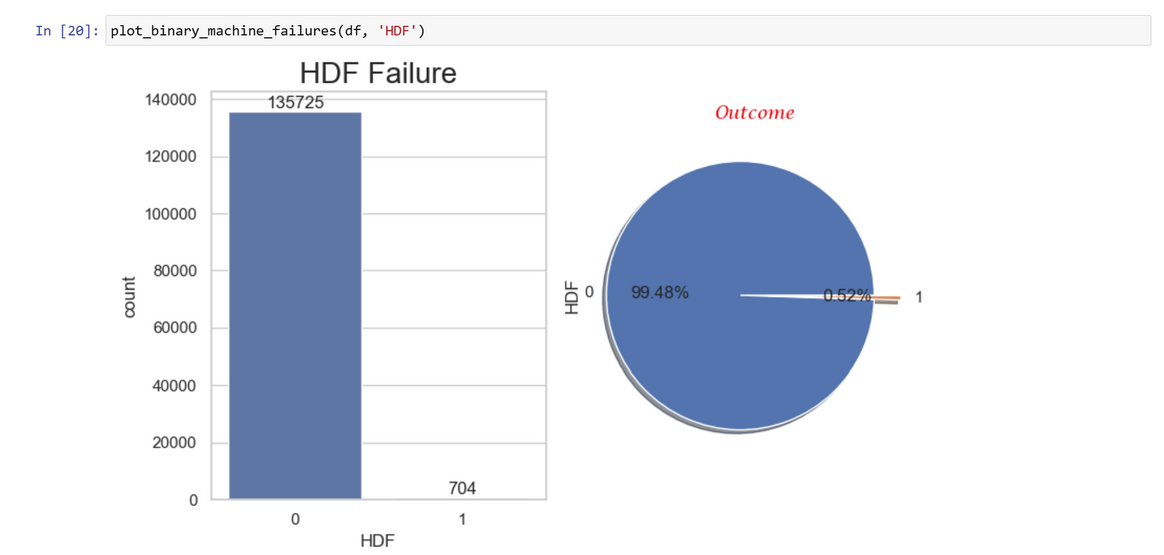 In [20]: plot_binary_machine_failures(df, 'HDF')
HDF Failure
140000
135725
120000
100000
80000
60000
40000
20000
0
704
count
0 1
HDF
Outcome
HDF
0
99.48%
0.52%
1